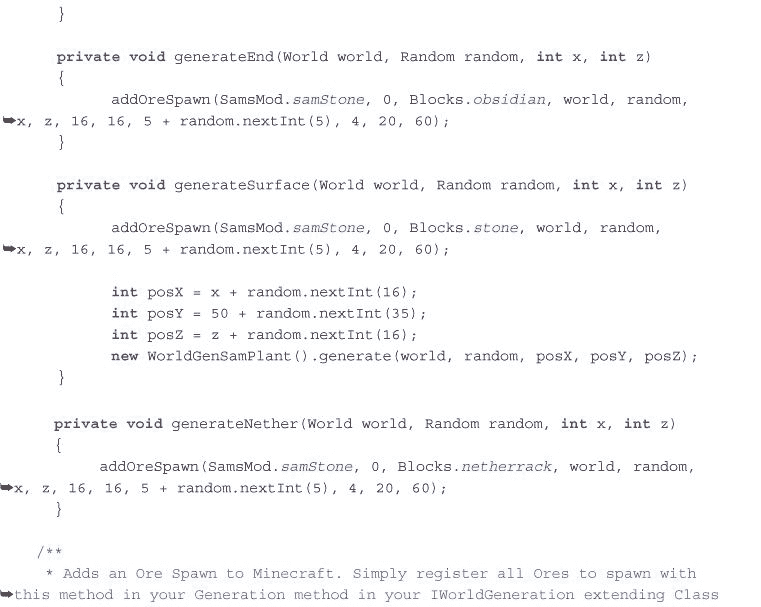 }
private void generateEnd(World world, Random random, int x, int z)
{
addOreSpawn(SamsMod.samStone, 0, Blocks.obsidian, world, random,
➥x, z, 16, 16, 5 + random.nextInt(5), 4, 20, 60);
}
private void generateSurface(World world, Random random, int x, int z)
{
addOreSpawn(SamsMod.samStone, 0, Blocks.stone, world, random,
➥x, z, 16, 16, 5 + random.nextInt(5), 4, 20, 60);
int posX = x + random.nextInt(16);
int posY = 50 + random.nextInt(35);
int posZ = z + random.nextInt(16);
new WorldGenSamPlant().generate(world, random, posX, posY, posZ);
}
private void generateNether(World world, Random random, int x, int z)
{
addOreSpawn(SamsMod.samStone, 0, Blocks.netherrack, world, random,
➥x, z, 16, 16, 5 + random.nextInt(5), 4, 20, 60);
}
/**
* Adds an Ore Spawn to Minecraft. Simply register all Ores to spawn with
➥this method in your Generation method in your IWorldGeneration extending Class